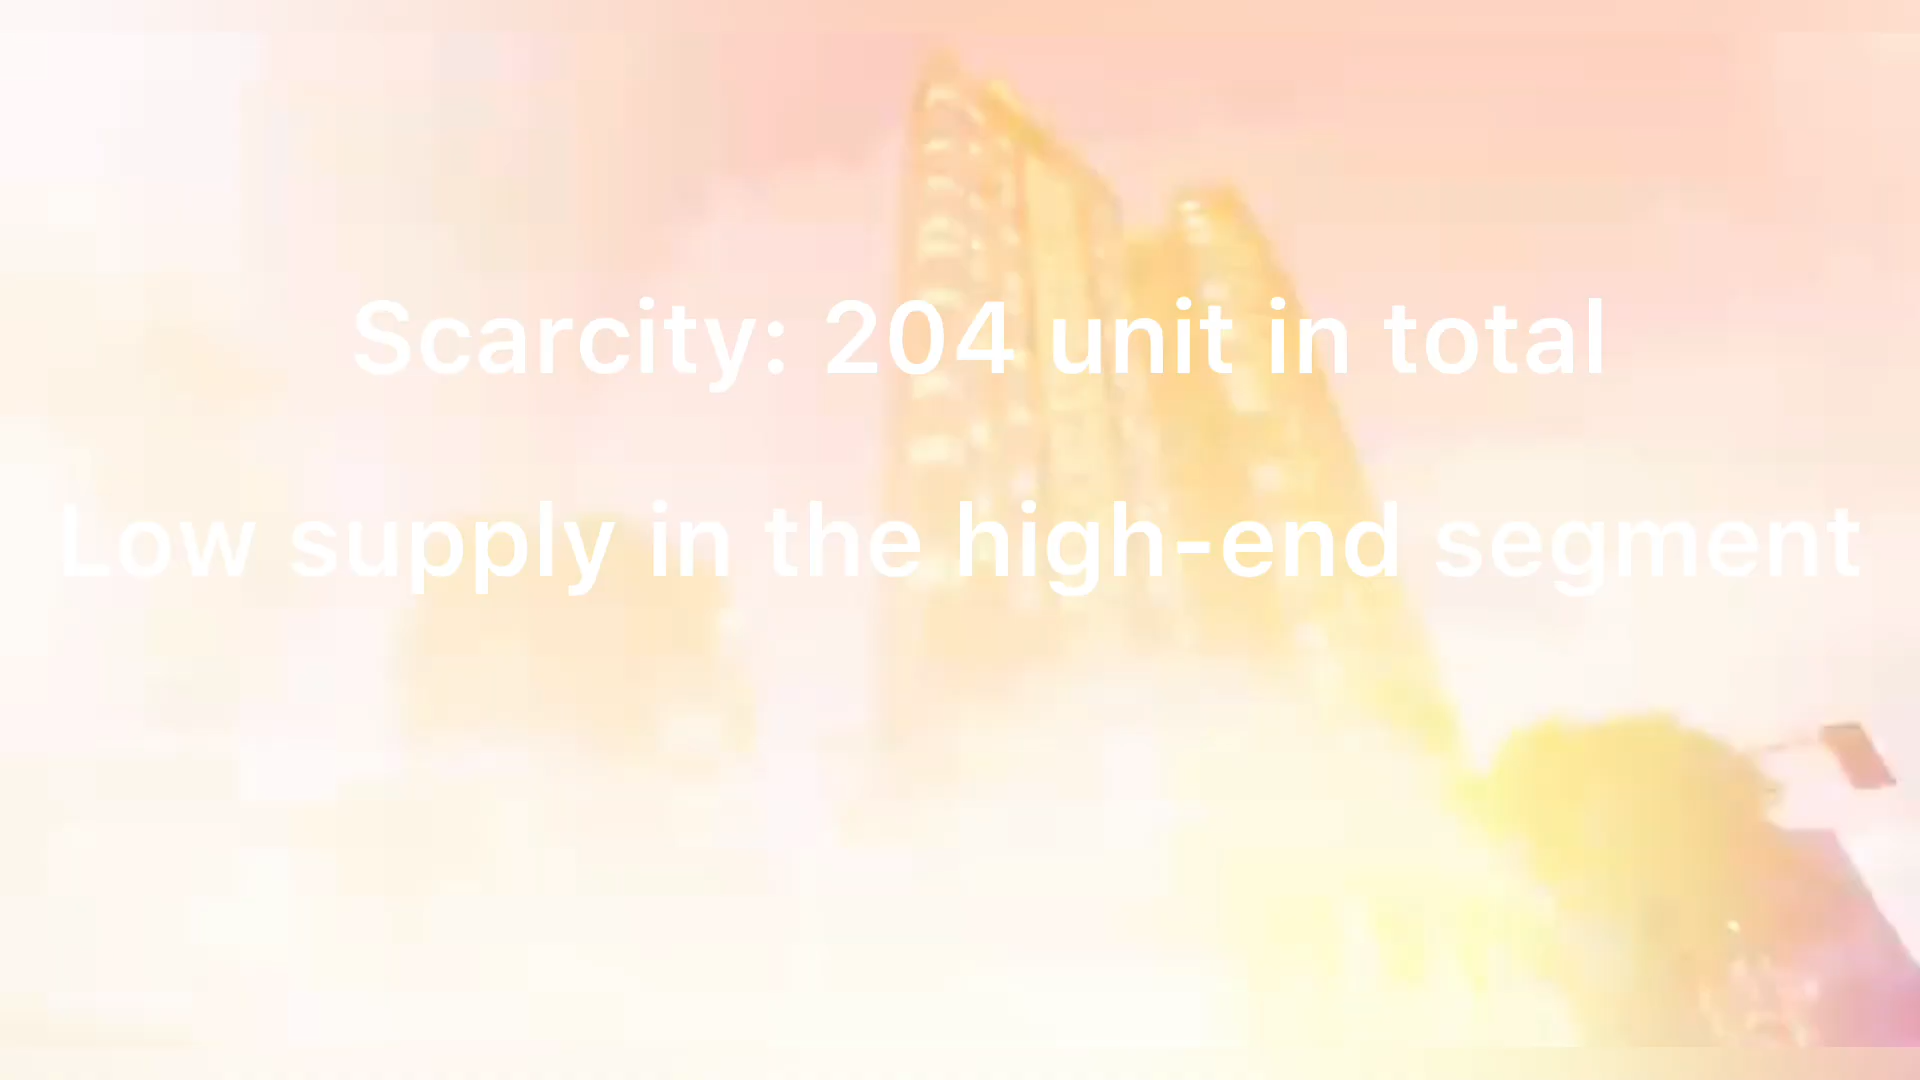 Scarcity: 204 unit in total
Low supply in the high-end segment